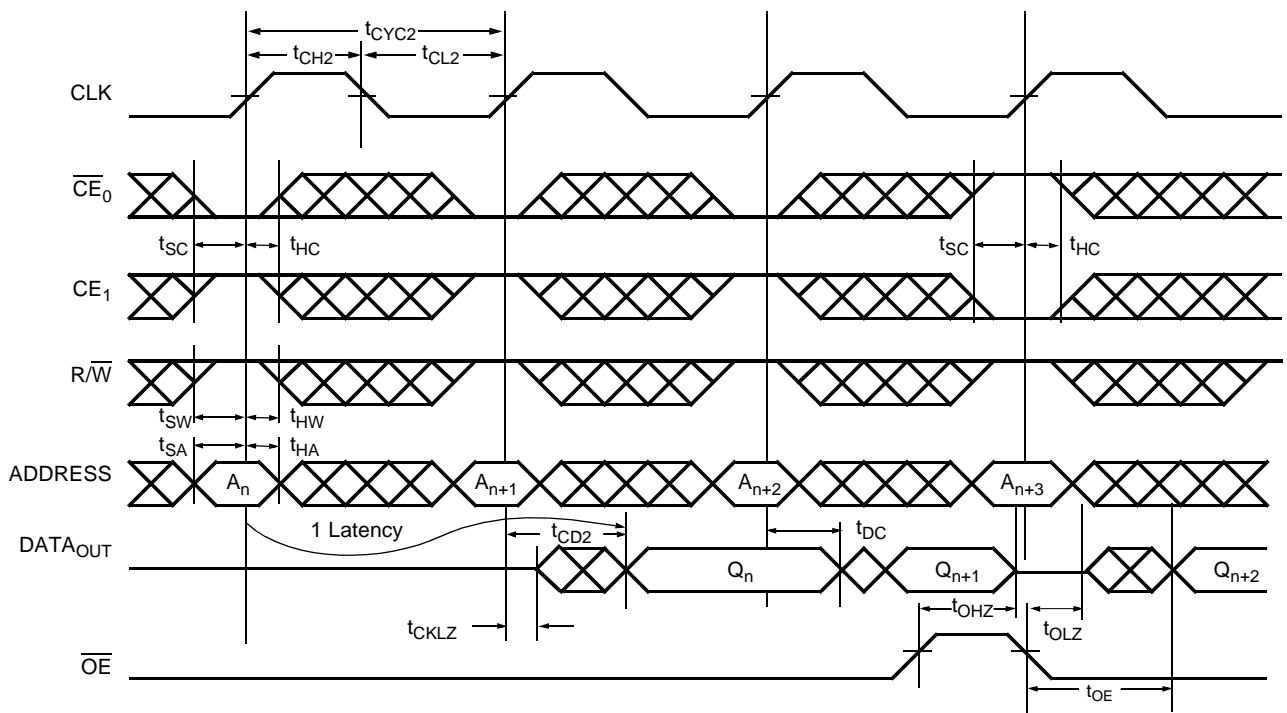 tCYC2
tCH2 tCL2
CLK
CE0
tSC tHC tSC tHC
CE1
R/W
tSW tHW
tSA tHA
ADDRESS An An+1 An+2 An+3
1 Latency tCD2 tDC
DATAOUT Qn Qn+1 Qn+2
tOHZ
tCKLZ tOLZ
OE
tOE